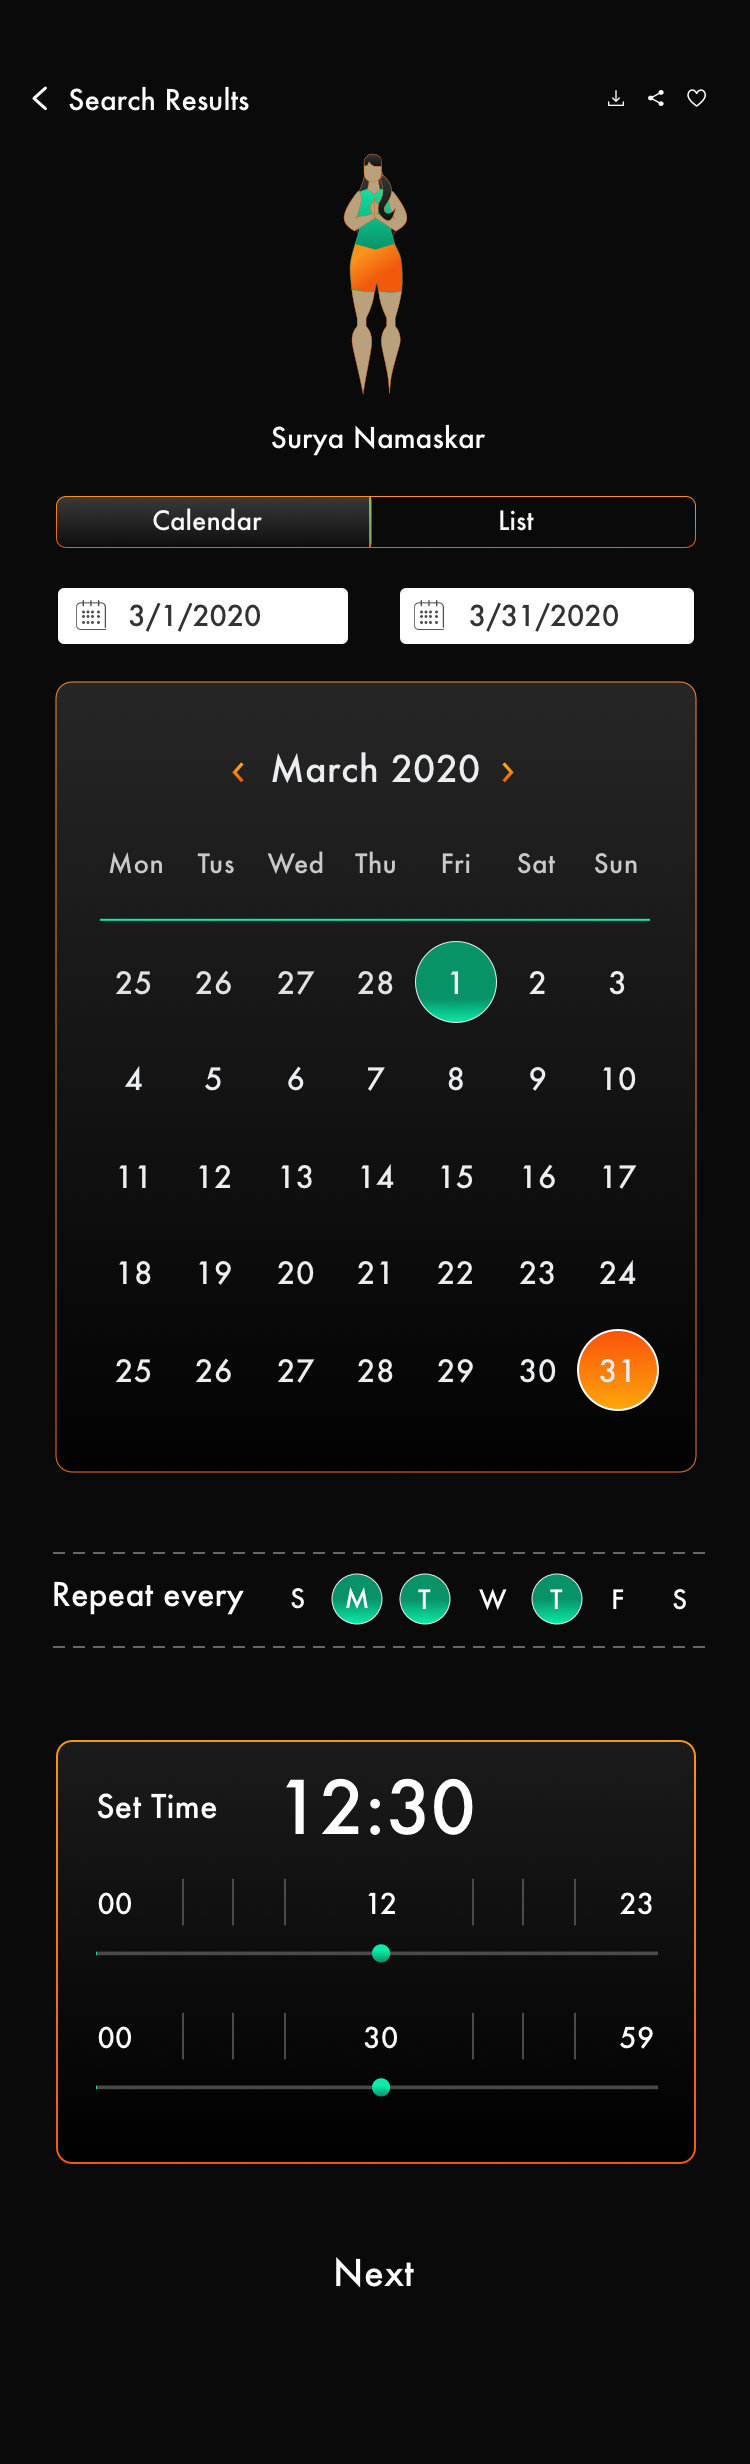 Search Results
Surya Namaskar
Calendar List
3/1/2020 3/31/2020
March 2020
Mon Tus Wed Thu Fri Sat Sun
25 26 27 28 1 2 3
4 5 6 7 8 9 10
11 12 13 14 15 16 17
18 19 20 21 22 23 24
25 26 27 28 29 30 31
Repeat every S M T W T F S
Set Time 12:30
00 12 23
00 30 59
Next